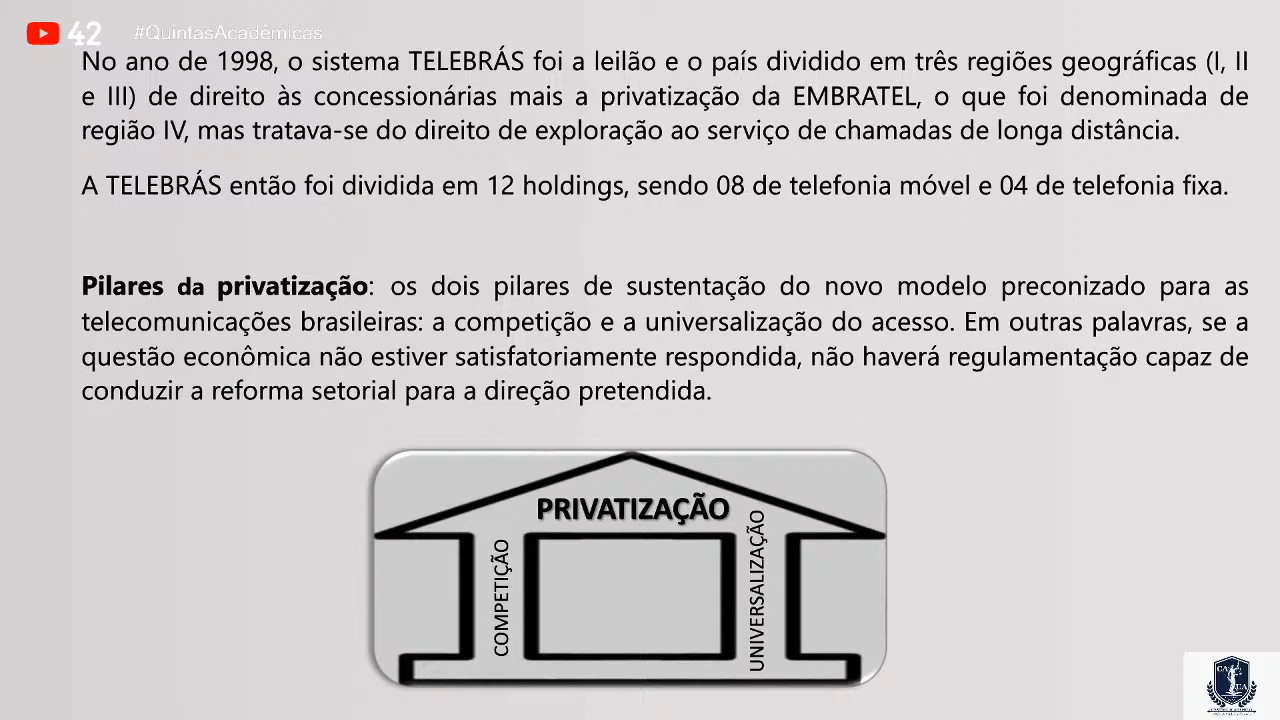 42 #QuintasAcadêmicas
No ano de 1998, o sistema TELEBRÁS foi a leilão e o país dividido em três regiões geográficas (I, II
e III) de direito às concessionárias mais a privatização da EMBRATEL, o que foi denominada de
região IV, mas tratava-se do direito de exploração ao serviço de chamadas de longa distância.
A TELEBRÁS então foi dividida em 12 holdings, sendo 08 de telefonia móvel e 04 de telefonia fixa.
Pilares da privatização: os dois pilares de sustentação do novo modelo preconizado para as
telecomunicações brasileiras: a competição e a universalização do acesso. Em outras palavras, se a
questão econômica não estiver satisfatoriamente respondida, não haverá regulamentação capaz de
conduzir a reforma setorial para a direção pretendida.
PRIVATIZAÇÃO
COMPETIÇÃO
UNIVERSALIZAÇÃO